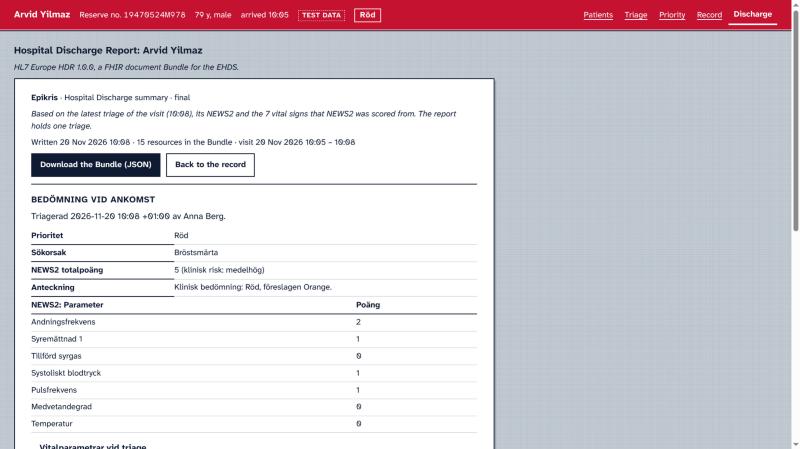 Arvid Yilmaz Reserve no. 19470524M978 79 y, male arrived 10:05 TEST DATA Röd Patients Triage Priority Record Discharge
Hospital Discharge Report: Arvid Yilmaz
HL7 Europe HDR 1.0.0, a FHIR document Bundle for the EHDS.
Epikris · Hospital Discharge summary · final
Based on the latest triage of the visit (10:08), its NEWS2 and the 7 vital signs that NEWS2 was scored from. The report
holds one triage.
Written 20 Nov 2026 10:08 · 15 resources in the Bundle · visit 20 Nov 2026 10:05 – 10:08
Download the Bundle (JSON) Back to the record
BEDÖMNING VID ANKOMST
Triagerad 2026-11-20 10:08 +01:00 av Anna Berg.
Prioritet Röd
Sökorsak Bröstsmärta
NEWS2 totalpoäng 5 (klinisk risk: medelhög)
Anteckning Klinisk bedömning: Röd, föreslagen Orange.
NEWS2: Parameter Poäng
Andningsfrekvens 2
Syremättnad 1 1
Tillförd syrgas 0
Systoliskt blodtryck 1
Pulsfrekvens 1
Medvetandegrad 0
Temperatur 0
Vitalparametrar vid triage